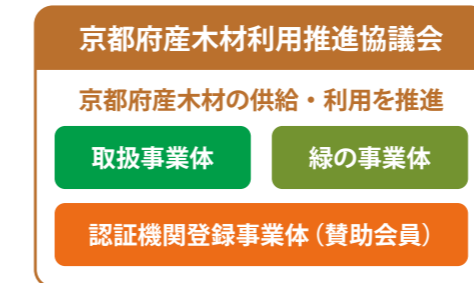 京都府産木材利用推進協議会
京都府産木材の供給・利用を推進
取扱事業体
緑の事業体
認証機関登録事業体（賛助会員）